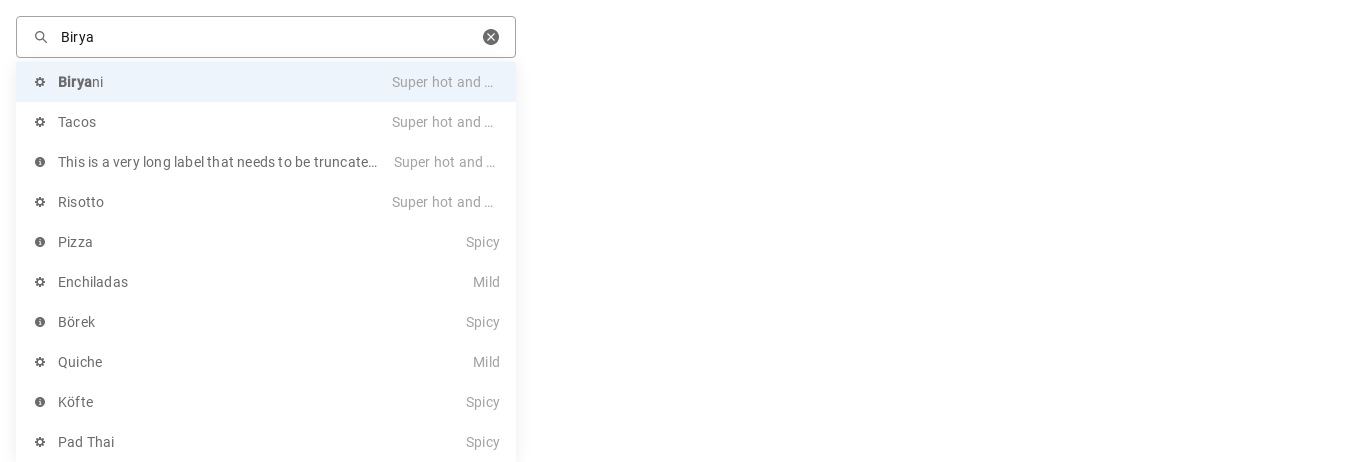 Birya
Biryani Super hot and ...
Tacos Super hot and ...
This is a very long label that needs to be truncate... Super hot and ...
Risotto Super hot and ...
Pizza Spicy
Enchiladas Mild
Börek Spicy
Quiche Mild
Köfte Spicy
Pad Thai Spicy